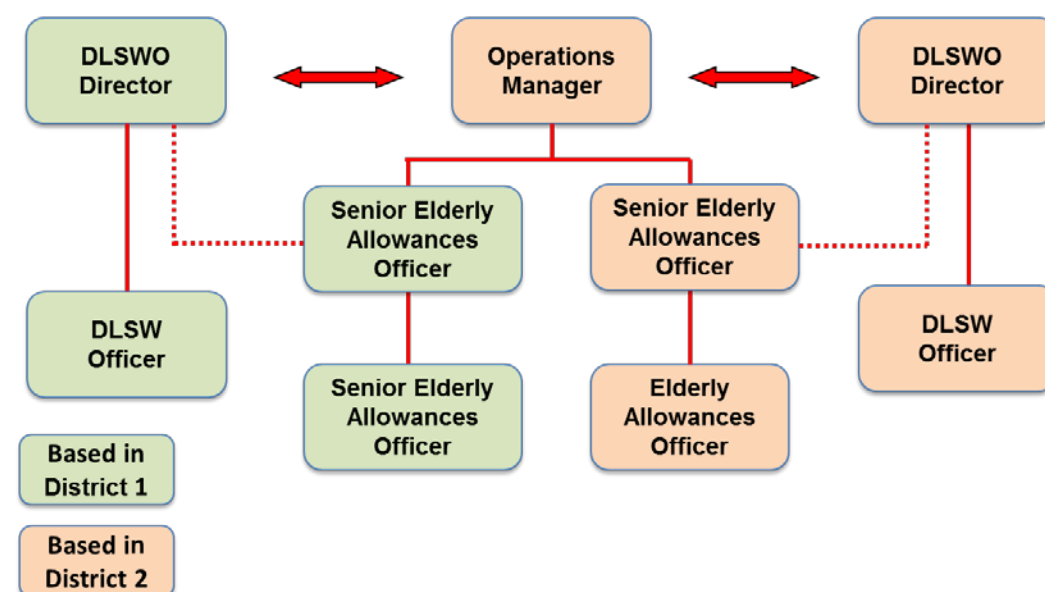 DLSWO
Director
Operations
Manager
DLSWO
Director
Senior Elderly
Allowances
Officer
Senior Elderly
Allowances
Officer
DLSW
Officer
DLSW
Officer
Senior Elderly
Allowances
Officer
Elderly
Allowances
Officer
Based in
District 1
Based in
District 2